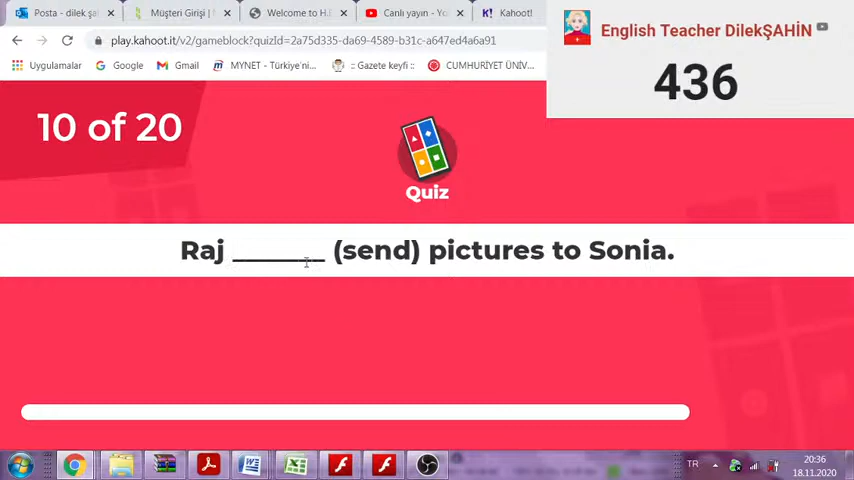 Posta - dilek şa
Müşteri Girişi | N
Welcome to H.E
Canlı yayın - Yo
Kahoot!
play.kahoot.it/v2/gameblock?quizId=2a75d335-da69-4589-b31c-a647ed4a6a91
Uygulamalar
Google
Gmail
MYNET - Türkiye'ni...
:: Gazete keyfi ::
CUMHURİYET ÜNİV...
English Teacher DilekŞAHİN
436
10 of 20
Quiz
Raj _______ (send) pictures to Sonia.
TR
20:36
18.11.2020